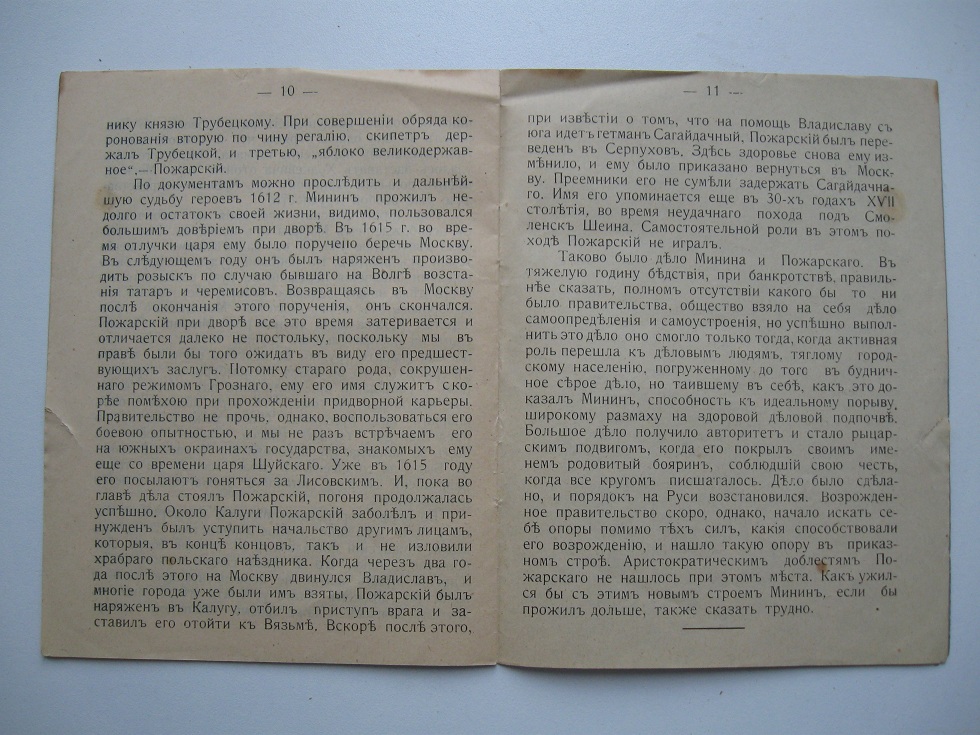 — 10 —
нику князю Трубецкому. При совершеніи обряда ко-
ронованія вторую по чину регалію, скипетръ дер-
жалъ Трубецкой, и третью, „яблоко великодержав-
ное“,—Пожарскій.
По документамъ можно прослѣдить и дальнѣй-
шую судьбу героевъ 1612 г. Мининъ прожилъ не-
долго и остатокъ своей жизни, видимо, пользовался
большимъ довѣріемъ при дворѣ. Въ 1615 г. во вре-
мя отлучки царя ему было поручено беречь Москву.
Въ слѣдующемъ году онъ былъ наряженъ произво-
дить розыскъ по случаю бывшаго на Волгѣ возста-
нія татаръ и черемисовъ. Возвращаясь въ Москву
послѣ окончанія этого порученія, онъ скончался.
Пожарскій при дворѣ все это время затеривается и
отличается далеко не постольку, поскольку мы въ
правѣ были бы того ожидать въ виду его предшест-
вующихъ заслугъ. Потомку стараго рода, сокрушен-
наго режимомъ Грознаго, ему его имя служитъ ско-
рѣе помѣхою при прохожденіи придворной карьеры.
Правительство не прочь, однако, воспользоваться его
боевою опытностью, и мы не разъ встрѣчаемъ его
на южныхъ окраинахъ государства, знакомыхъ ему
еще со времени царя Шуйскаго. Уже въ 1615 году
его посылаютъ гоняться за Лисовскимъ. И, пока во
главѣ дѣла стоялъ Пожарскій, погоня продолжалась
успѣшно. Около Калуги Пожарскій заболѣлъ и при-
нужденъ былъ уступить начальство другимъ лицамъ,
которыя, въ концѣ концовъ, такъ и не изловили
храбраго польскаго наѣздника. Когда черезъ два го-
да послѣ этого на Москву двинулся Владиславъ, и
многіе города уже были имъ взяты, Пожарскій былъ
наряженъ въ Калугу, отбилъ приступъ врага и за-
ставилъ его отойти къ Вязьмѣ. Вскорѣ послѣ этого,
— 11 —
при извѣстіи о томъ, что на помощь Владиславу съ
юга идетъ гетманъ Сагайдачный, Пожарскій былъ пере-
веденъ въ Серпуховъ, Здѣсь здоровье снова ему из-
мѣнило, и ему было приказано вернуться въ Моск-
ву. Преемники его не сумѣли задержать Сагайдачна-
го. Имя его упоминается еще въ 30-хъ годахъ XVII
столѣтія, во время неудачнаго похода подъ Смо-
ленскъ Шеина. Самостоятельной роли въ этомъ по-
ходѣ Пожарскій не игралъ.
Таково было дѣло Минина и Пожарскаго. Въ
тяжелую годину бѣдствія, при банкротствѣ, правиль-
нѣе сказать, полномъ отсутствіи какого бы то ни
было правительства, общество взяло на себя дѣло
самоопредѣленія и самоустроенія, но успѣшно выпол-
нить это дѣло оно смогло только тогда, когда активная
роль перешла къ дѣловымъ людямъ, тяглому город-
скому населенію, погруженному до того въ буднич-
ное сѣрое дѣло, но таившему въ себѣ, какъ это до-
казалъ Мининъ, способность къ идеальному порыву,
широкому размаху на здоровой дѣловой подпочвѣ.
Большое дѣло получило авторитетъ и стало рыцар-
скимъ подвигомъ, когда его покрылъ своимъ име-
немъ родовитый бояринъ, соблюдшій свою честь,
когда все кругомъ писшаталось. Дѣло было сдѣла-
но, и порядокъ на Руси возстановился. Возрожден-
ное правительство скоро, однако, начало искать се-
бѣ опоры помимо тѣхъ силъ, какія способствовали
его возрожденію, и нашло такую опору въ приказ-
номъ строѣ. Аристократическимъ доблестямъ По-
жарскаго не нашлось при этомъ мѣста. Какъ ужил-
ся бы съ этимъ новымъ строемъ Мининъ, если бы
прожилъ дольше, также сказать трудно.